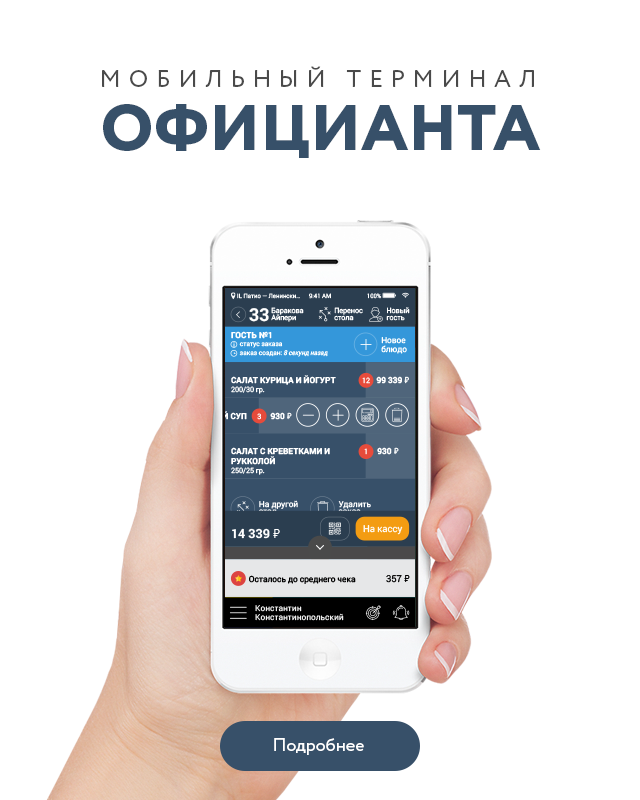 МОБИЛЬНЫЙ ТЕРМИНАЛ
ОФИЦИАНТА
IL Патио — Ленински... 9:41 AM 100%
33 Баракова Айпери Перенос стола Новый гость
ГОСТЬ №1
статус заказа
заказ создан: 8 секунд назад
Новое
блюдо
САЛАТ КУРИЦА И ЙОГУРТ 12 99 339 ₽
200/30 гр.
Й СУП 3 930 ₽
САЛАТ С КРЕВЕТКАМИ И 1 930 ₽
РУККОЛОЙ
250/25 гр.
На другой Удалить
14 339 ₽ На кассу
Осталось до среднего чека 357 ₽
Константин
Константинопольский
Подробнее